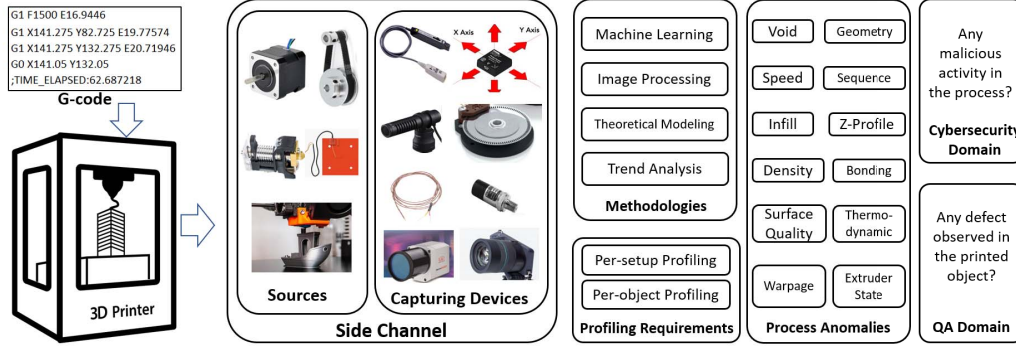 G1 F1500 E16.9446
G1 X141.275 Y82.725 E19.77574
G1 X141.275 Y132.275 E20.71946
G0 X141.05 Y132.05
;TIME_ELAPSED:62.687218
G-code
3D Printer
X Axis
Y Axis
Sources
Capturing Devices
Side Channel
Machine Learning
Image Processing
Theoretical Modeling
Trend Analysis
Methodologies
Per-setup Profiling
Per-object Profiling
Profiling Requirements
Void
Geometry
Speed
Sequence
Infill
Z-Profile
Density
Bonding
Surface
Quality
Thermo-
dynamic
Warpage
Extruder
State
Process Anomalies
Any
malicious
activity in
the process?
Cybersecurity
Domain
Any defect
observed in
the printed
object?
QA Domain